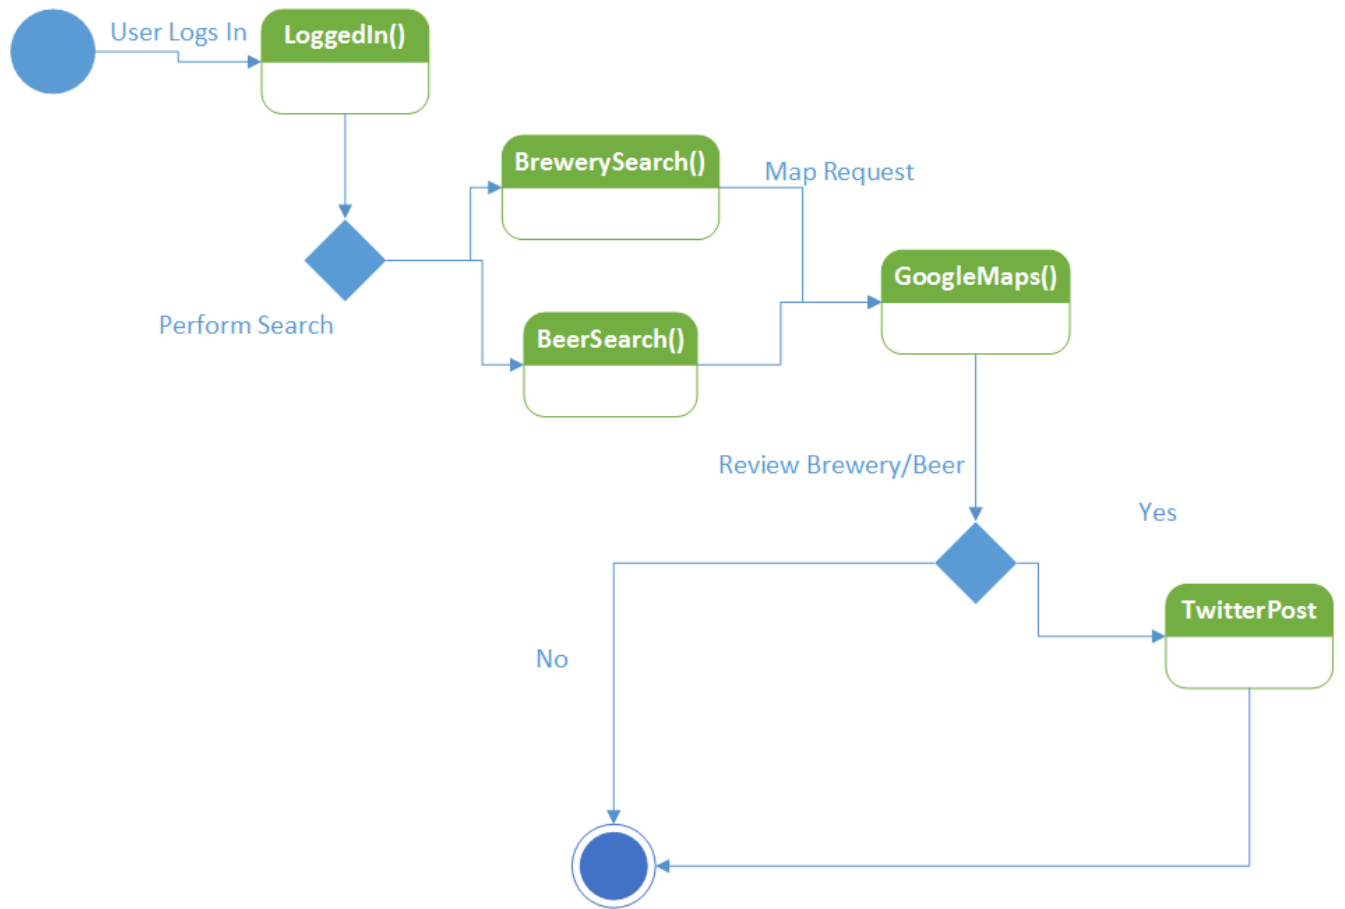 User Logs In
LoggedIn()
BrewerySearch()
Map Request
GoogleMaps()
Perform Search
BeerSearch()
Review Brewery/Beer
Yes
TwitterPost
No